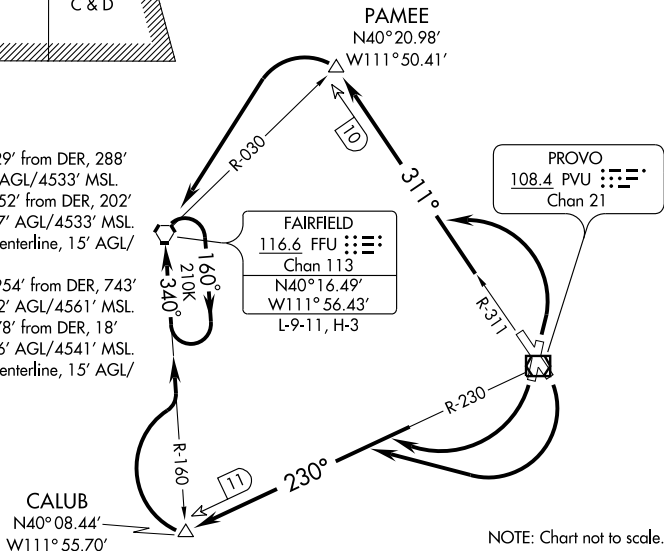 C & D
PAMEE
N40°20.98'
W111°50.41'
10
R-030
29' from DER, 288'
AGL/4533' MSL.
52' from DER, 202'
7' AGL/4533' MSL.
enterline, 15' AGL/
954' from DER, 743'
2' AGL/4561' MSL.
78' from DER, 18'
6' AGL/4541' MSL.
enterline, 15' AGL/
311°
PROVO
108.4 PVU
Chan 21
FAIRFIELD
116.6 FFU
Chan 113
N40°16.49'
W111°56.43'
L-9-11, H-3
160°
210K
340°
R-311
R-230
R-160
230°
11
CALUB
N40°08.44'
W111°55.70'
NOTE: Chart not to scale.